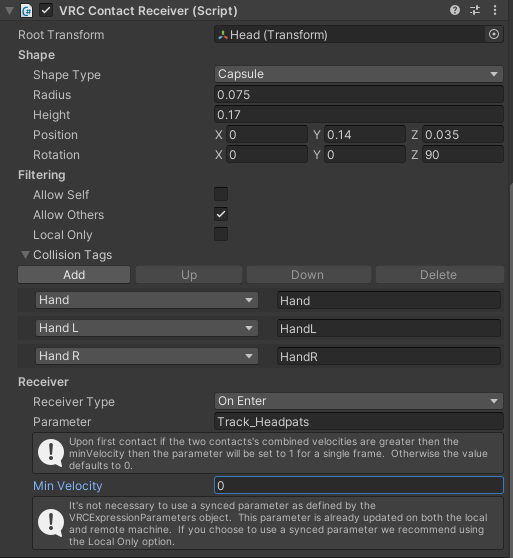 VRC Contact Receiver (Script)
Root Transform Head (Transform)
Shape
Shape Type Capsule
Radius 0.075
Height 0.17
Position X 0 Y 0.14 Z 0.035
Rotation X 0 Y 0 Z 90
Filtering
Allow Self
Allow Others
Local Only
Collision Tags
Add Up Down Delete
Hand Hand
Hand L HandL
Hand R HandR
Receiver
Receiver Type On Enter
Parameter Track_Headpats
Upon first contact if the two contacts's combined velocities are greater then the
minVelocity then the parameter will be set to 1 for a single frame. Otherwise the value
defaults to 0.
Min Velocity 0
It's not necessary to use a synced parameter as defined by the
VRCExpressionParameters object. This parameter is already updated on both the local
and remote machine. If you choose to use a synced parameter we recommend using
the Local Only option.